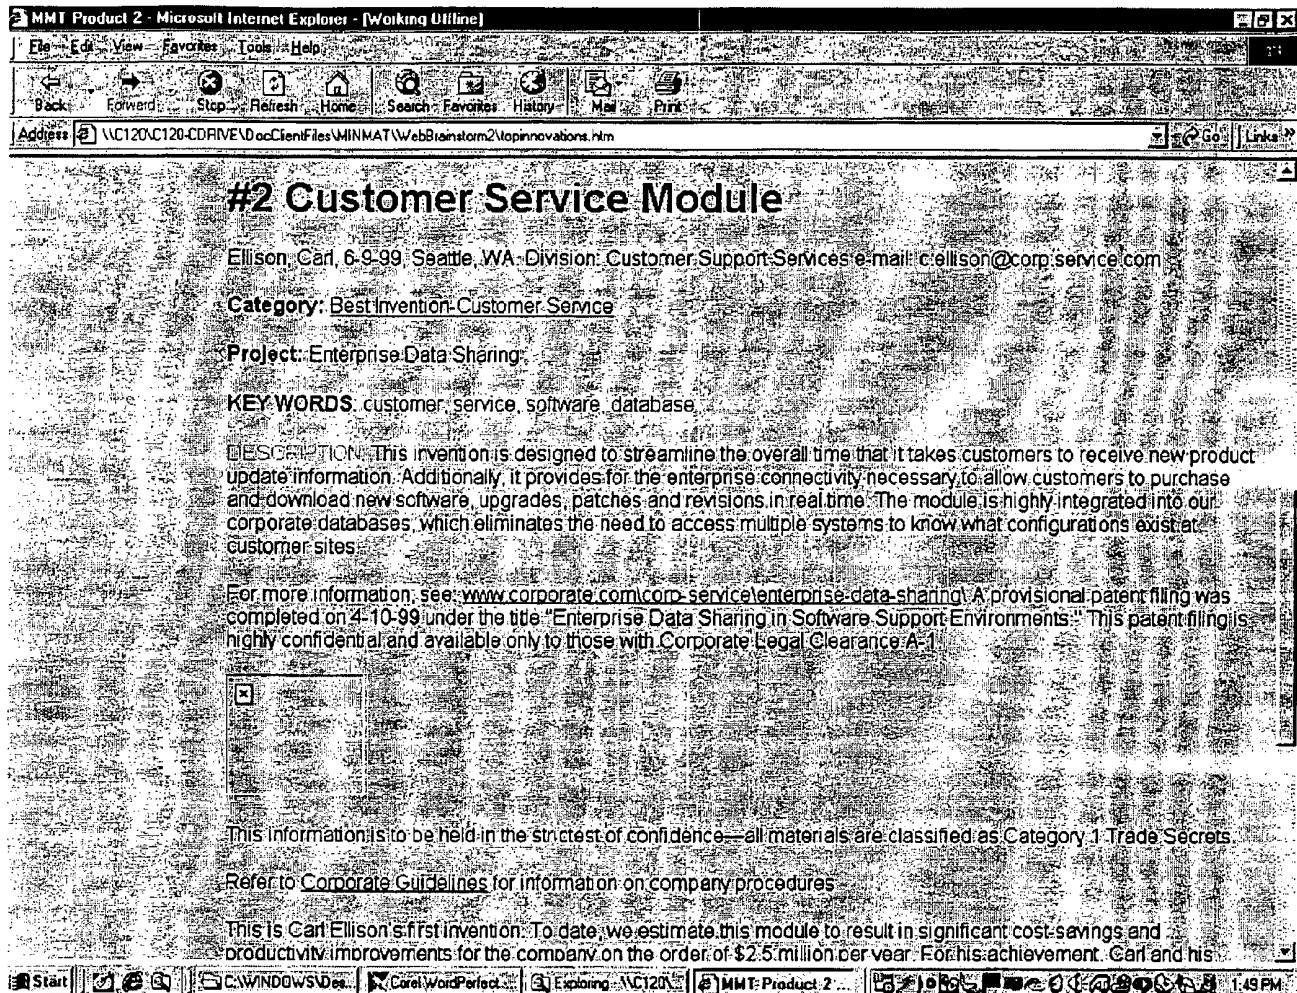 MMT Product 2 - Microsoft Internet Explorer - [Working Offline]
File Edit View Favorites Tools Help
Back Forward Stop Refresh Home Search Favorites History Mail Print
Address \\C120\C120-CDRIVE\DocClientFiles\MINMAT\WebBrainstorm2\topinnovations.htm Go Links »
#2 Customer Service Module
Ellison, Carl, 6-9-99, Seattle, WA. Division: Customer Support Services e-mail: c.ellison@corp.service.com
Category: Best Invention-Customer Service
Project: Enterprise Data Sharing
KEY WORDS: customer, service, software, database
DESCRIPTION: This invention is designed to streamline the overall time that it takes customers to receive new product
update information. Additionally, it provides for the enterprise connectivity necessary to allow customers to purchase
and download new software, upgrades, patches and revisions in real time. The module is highly integrated into our
corporate databases, which eliminates the need to access multiple systems to know what configurations exist at
customer sites.
For more information, see: www.corporate.com\corp-service\enterprise-data-sharing\ A provisional patent filing was
completed on 4-10-99 under the title "Enterprise Data Sharing in Software Support Environments." This patent filing is
highly confidential and available only to those with Corporate Legal Clearance A-1.
This information is to be held in the strictest of confidence—all materials are classified as Category 1 Trade Secrets.
Refer to Corporate Guidelines for information on company procedures
This is Carl Ellison's first invention. To date, we estimate this module to result in significant cost-savings and
productivity improvements for the company on the order of $2.5 million per year. For his achievement, Carl and his
Start C:\WINDOWS\Des... Corel WordPerfect... Exploring - \\C120\... MMT Product 2 ... 1:49 PM